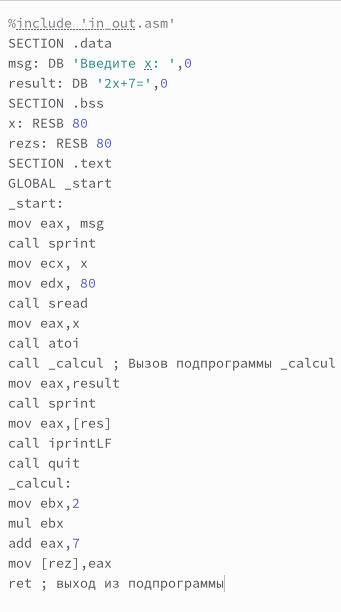 %include 'in_out.asm'
SECTION .data
msg: DB 'Введите x: ',0
result: DB '2x+7=',0
SECTION .bss
x: RESB 80
rezs: RESB 80
SECTION .text
GLOBAL _start
_start:
mov eax, msg
call sprint
mov ecx, x
mov edx, 80
call sread
mov eax,x
call atoi
call _calcul ; Вызов подпрограммы _calcul
mov eax,result
call sprint
mov eax,[res]
call iprintLF
call quit
_calcul:
mov ebx,2
mul ebx
add eax,7
mov [rez],eax
ret ; выход из подпрограммы